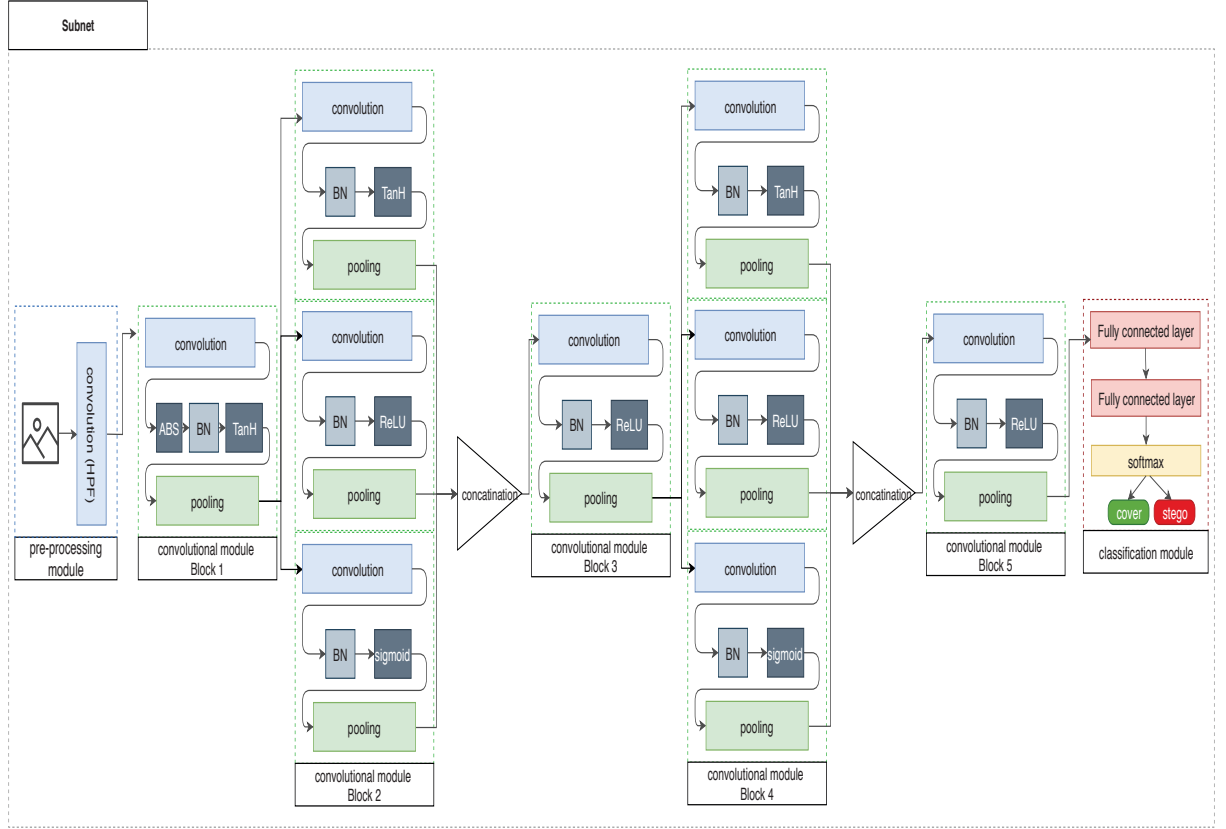 Subnet
convolution (HPF)
pre-processing
module
convolution
ABS
BN
TanH
pooling
convolutional module
Block 1
convolution
BN
TanH
pooling
convolution
BN
ReLU
pooling
convolution
BN
sigmoid
pooling
convolutional module
Block 2
concatination
convolution
BN
ReLU
pooling
convolutional module
Block 3
convolution
BN
TanH
pooling
convolution
BN
ReLU
pooling
convolution
BN
sigmoid
pooling
convolutional module
Block 4
concatination
convolution
BN
ReLU
pooling
convolutional module
Block 5
Fully connected layer
Fully connected layer
softmax
cover
stego
classification module